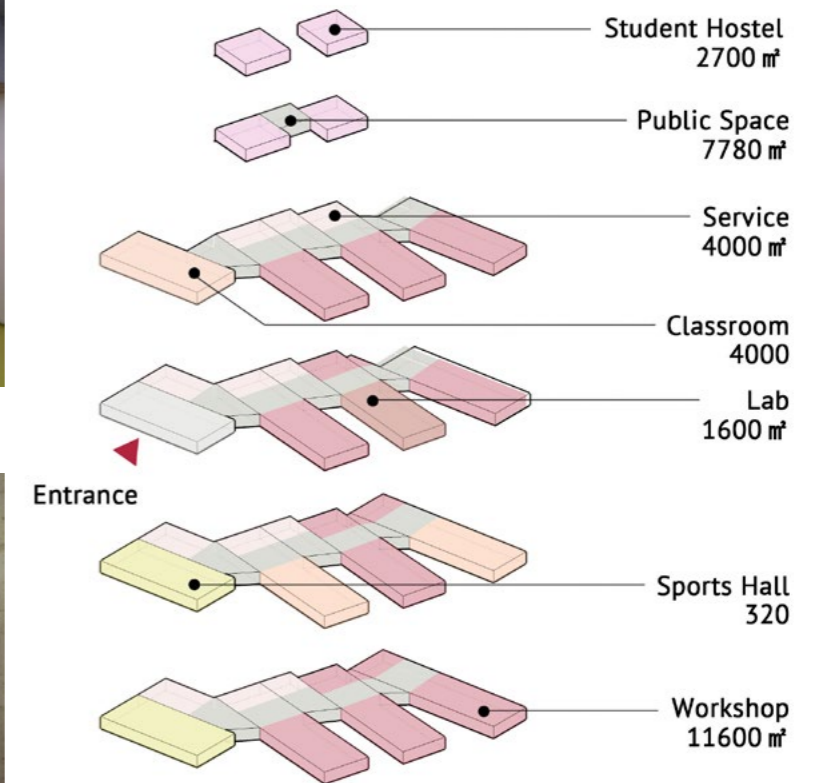 Student Hostel
2700 ㎡
Public Space
7780 ㎡
Service
4000 ㎡
Classroom
4000
Lab
1600 ㎡
Entrance
Sports Hall
320
Workshop
11600 ㎡